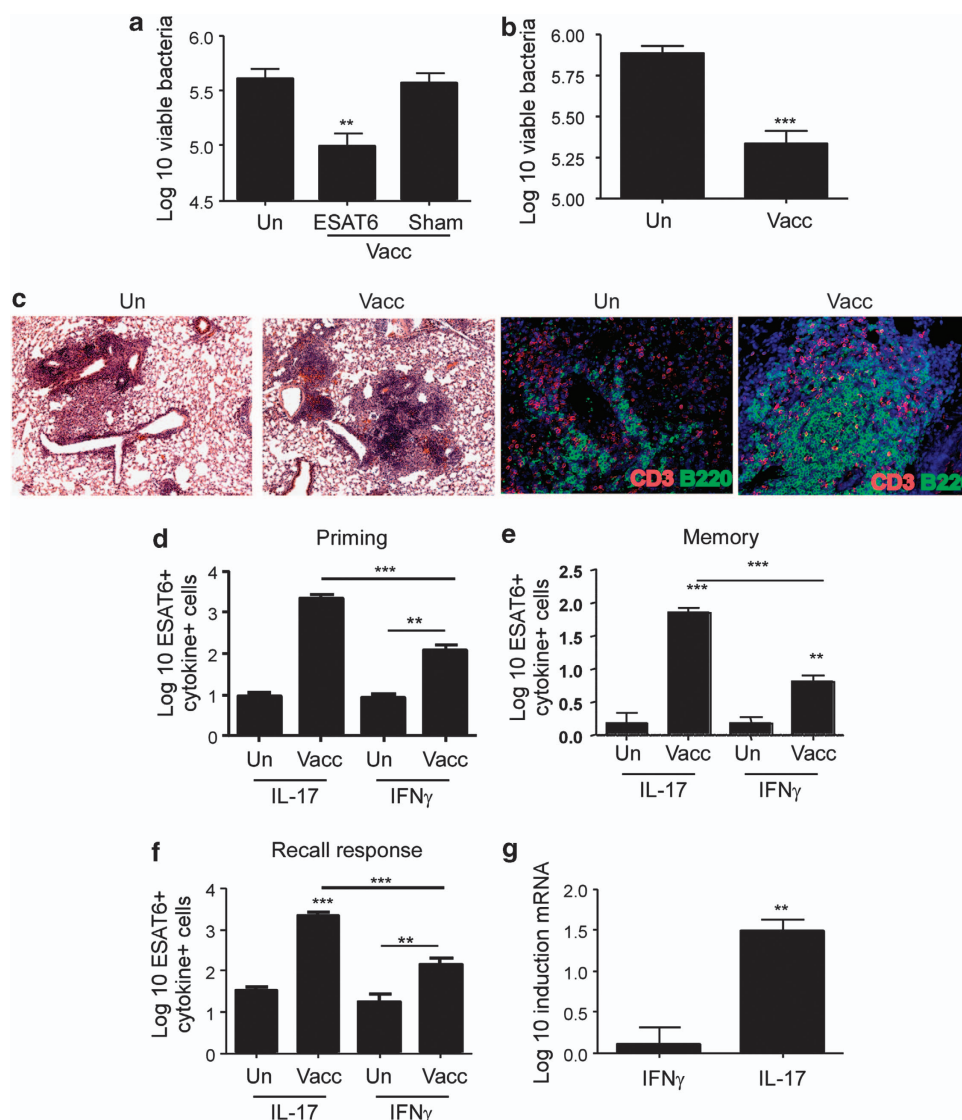 a
Log 10 viable bacteria
6.0
5.5
5.0
4.5
**
Un
ESAT6
Sham
Vacc
b
Log 10 viable bacteria
6.00
5.75
5.50
5.25
5.00
***
Un
Vacc
c
Un
Vacc
Un
Vacc
CD3 B220
CD3 B22
d
Priming
Log 10 ESAT6+
cytokine+ cells
4
3
2
1
0
***
**
Un
Vacc
Un
Vacc
IL-17
IFNγ
e
Memory
Log 10 ESAT6+
cytokine+ cells
2.5
2.0
1.5
1.0
0.5
0.0
***
***
**
Un
Vacc
Un
Vacc
IL-17
IFNγ
f
Recall response
Log 10 ESAT6+
cytokine+ cells
4
3
2
1
0
***
***
**
Un
Vacc
Un
Vacc
IL-17
IFNγ
g
Log 10 induction mRNA
2.0
1.5
1.0
0.5
0.0
**
IFNγ
IL-17